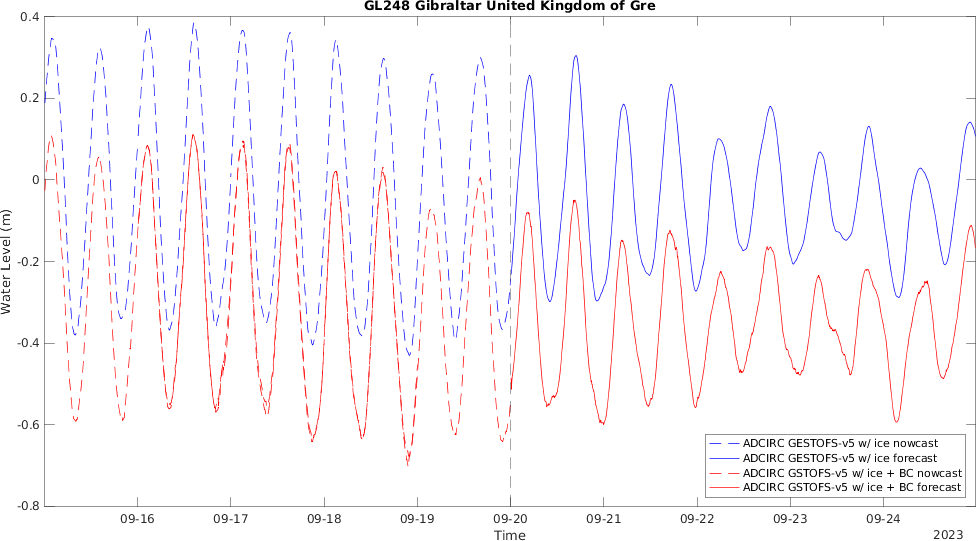 GL248 Gibraltar United Kingdom of Gre
0.4
0.2
0
-0.2
-0.4
-0.6
-0.8
Water Level (m)
ADCIRC GESTOFS-v5 w/ ice nowcast
ADCIRC GESTOFS-v5 w/ ice forecast
ADCIRC GSTOFS-v5 w/ ice + BC nowcast
ADCIRC GSTOFS-v5 w/ ice + BC forecast
09-16 09-17 09-18 09-19 09-20 09-21 09-22 09-23 09-24
Time
2023